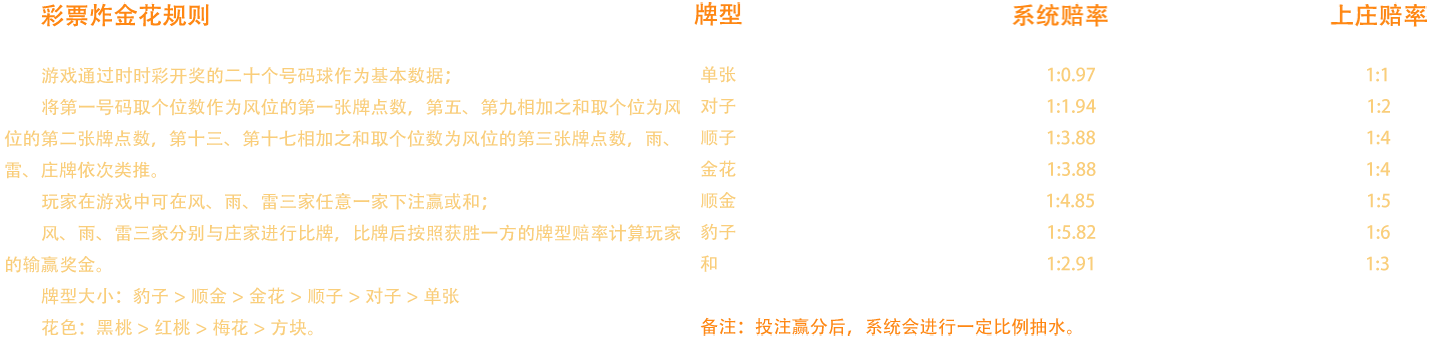 彩票炸金花规则
游戏通过时时彩开奖的二十个号码球作为基本数据；
将第一号码取个位数作为风位的第一张牌点数，第五、第九相加之和取个位为风
位的第二张牌点数，第十三、第十七相加之和取个位数为风位的第三张牌点数，雨、
雷、庄牌依次类推。
玩家在游戏中可在风、雨、雷三家任意一家下注赢或和；
风、雨、雷三家分别与庄家进行比牌，比牌后按照获胜一方的牌型赔率计算玩家
的输赢奖金。
牌型大小：豹子 > 顺金 > 金花 > 顺子 > 对子 > 单张
花色：黑桃 > 红桃 > 梅花 > 方块。
牌型 系统赔率 上庄赔率
单张 1:0.97 1:1
对子 1:1.94 1:2
顺子 1:3.88 1:4
金花 1:3.88 1:4
顺金 1:4.85 1:5
豹子 1:5.82 1:6
和 1:2.91 1:3
备注：投注赢分后，系统会进行一定比例抽水。